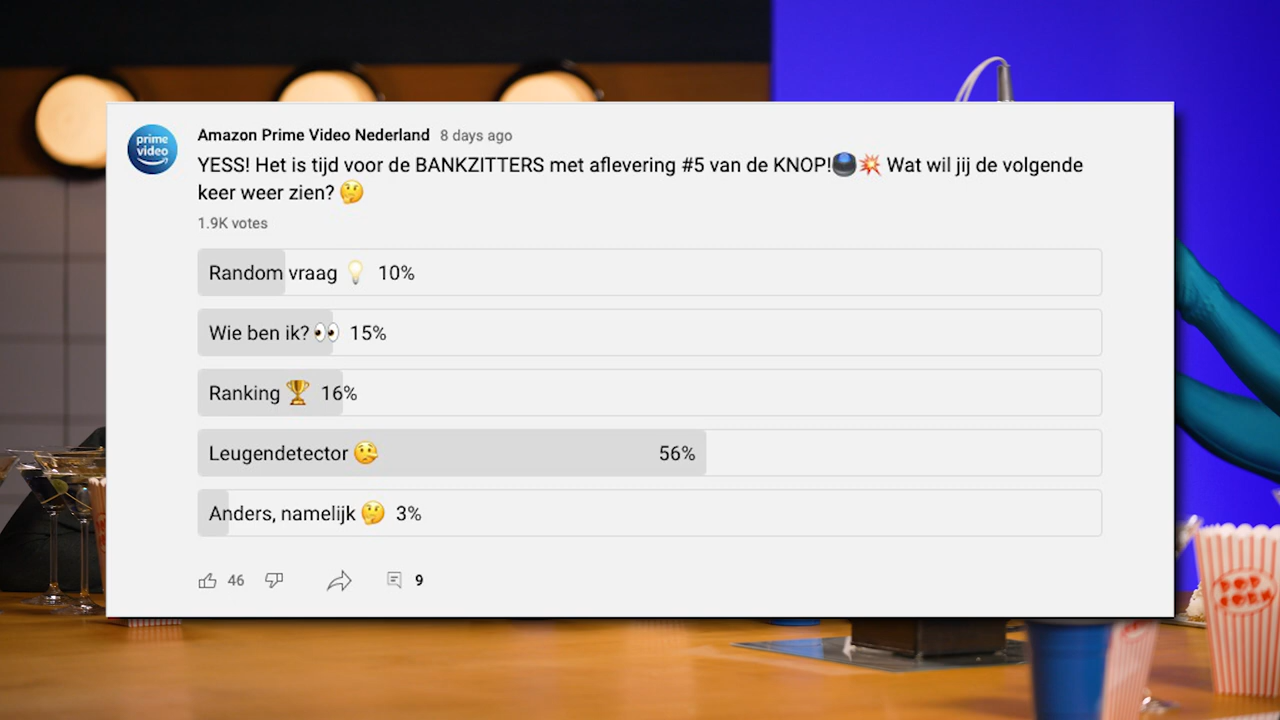 prime
video
Amazon Prime Video Nederland 8 days ago
YESS! Het is tijd voor de BANKZITTERS met aflevering #5 van de KNOP!🔮💥 Wat wil jij de volgende
keer weer zien? 🤔
1.9K votes
Random vraag 💡 10%
Wie ben ik? 👀 15%
Ranking 🏆 16%
Leugendetector 🤥 56%
Anders, namelijk 🤔 3%
46 9
POP
CORN